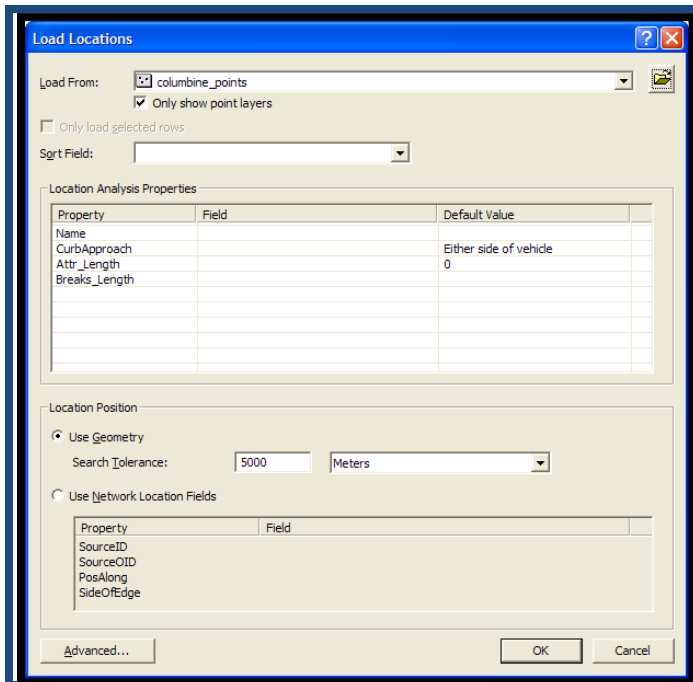 Load Locations
Load From: columbine_points
Only show point layers
Only load selected rows
Sort Field:
Location Analysis Properties
Property Field Default Value
Name
CurbApproach Either side of vehicle
Attr_Length 0
Breaks_Length
Location Position
Use Geometry
Search Tolerance: 5000 Meters
Use Network Location Fields
Property Field
SourceID
SourceOID
PosAlong
SideOfEdge
Advanced... OK Cancel